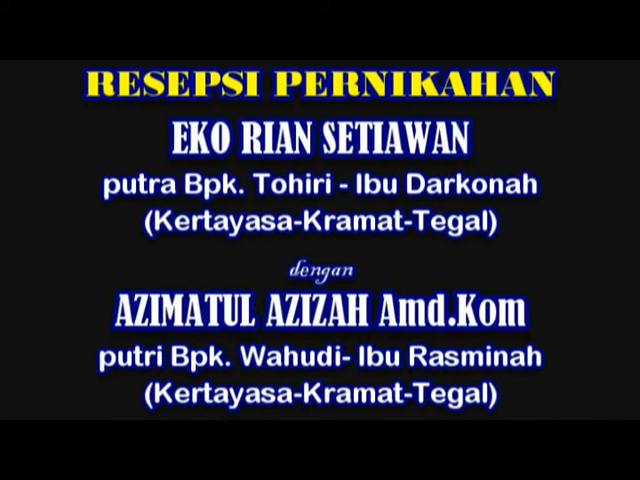 RESEPSI PERNIKAHAN
EKO RIAN SETIAWAN
putra Bpk. Tohiri - Ibu Darkonah
(Kertayasa-Kramat-Tegal)
dengan
AZIMATUL AZIZAH Amd.Kom
putri Bpk. Wahudi- Ibu Rasminah
(Kertayasa-Kramat-Tegal)